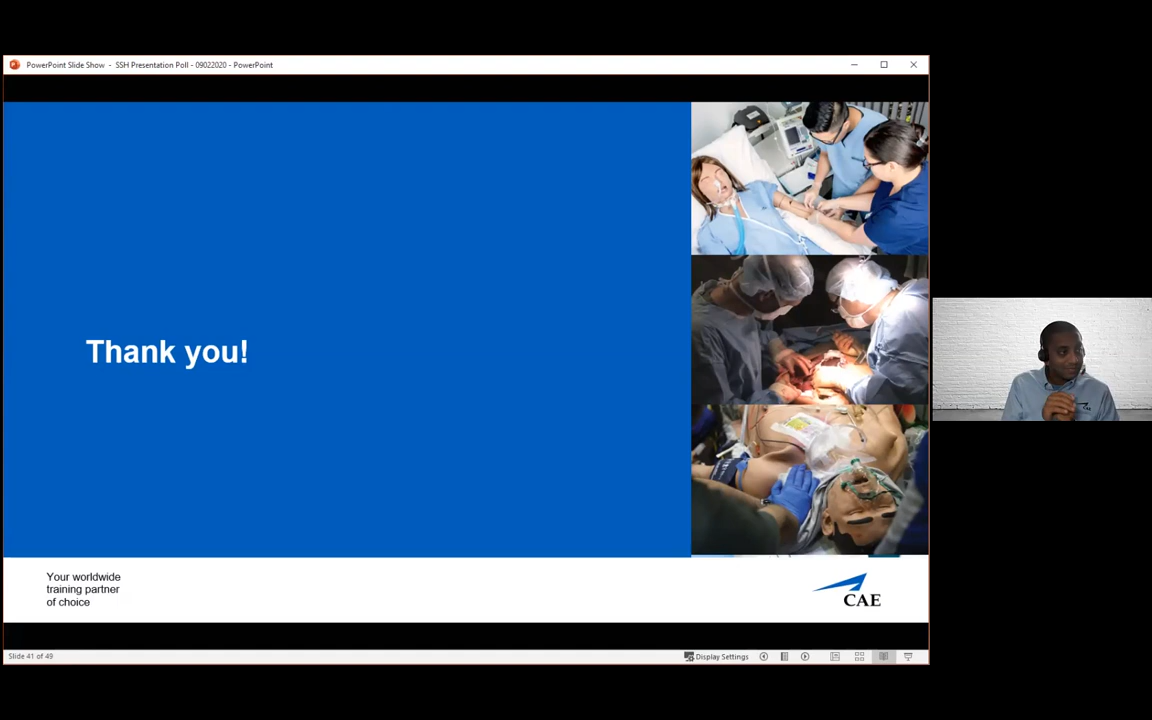 PowerPoint Slide Show - SSH Presentation Poll - 09022020 - PowerPoint
Thank you!
Your worldwide
training partner
of choice
CAE
Slide 41 of 49
Display Settings